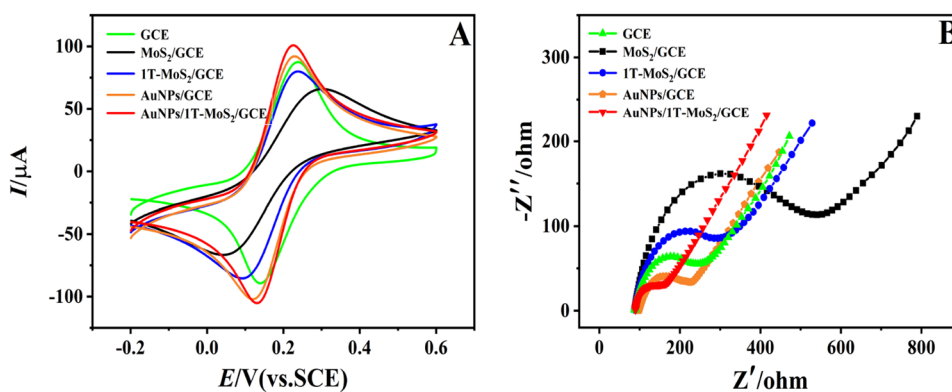 A
GCE
MoS₂/GCE
1T-MoS₂/GCE
AuNPs/GCE
AuNPs/1T-MoS₂/GCE
100
50
0
-50
-100
I/μA
-0.2 0.0 0.2 0.4 0.6
E/V(vs.SCE)
B
GCE
MoS₂/GCE
1T-MoS₂/GCE
AuNPs/GCE
AuNPs/1T-MoS₂/GCE
300
200
100
0
-Z″/ohm
0 200 400 600 800
Z′/ohm